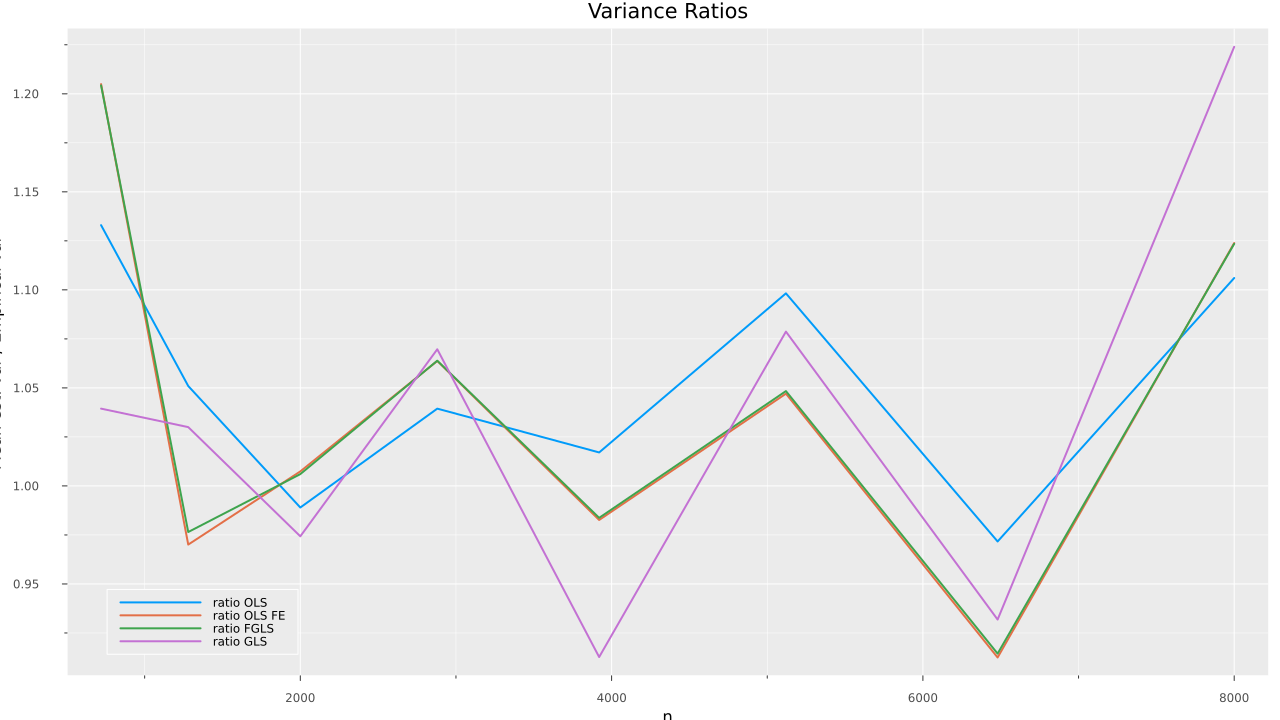 Variance Ratios
1.20
1.15
1.10
1.05
1.00
0.95
ratio OLS
ratio OLS FE
ratio FGLS
ratio GLS
2000
4000
6000
8000
n